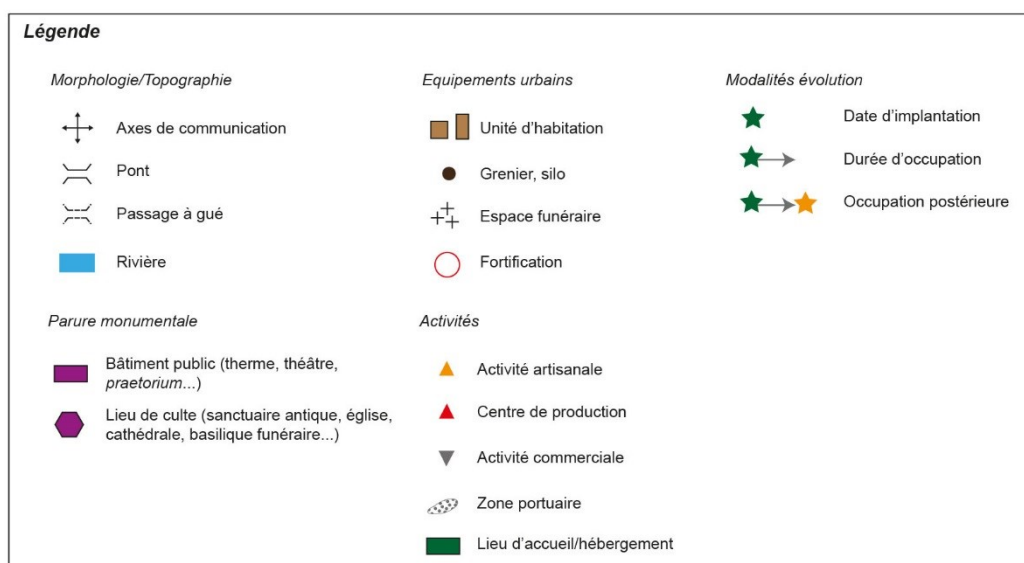 Légende
Morphologie/Topographie
Axes de communication
Pont
Passage à gué
Rivière
Equipements urbains
Unité d'habitation
Grenier, silo
Espace funéraire
Fortification
Modalités évolution
Date d'implantation
Durée d'occupation
Occupation postérieure
Parure monumentale
Bâtiment public (therme, théâtre,
praetorium...)
Lieu de culte (sanctuaire antique, église,
cathédrale, basilique funéraire...)
Activités
Activité artisanale
Centre de production
Activité commerciale
Zone portuaire
Lieu d'accueil/hébergement